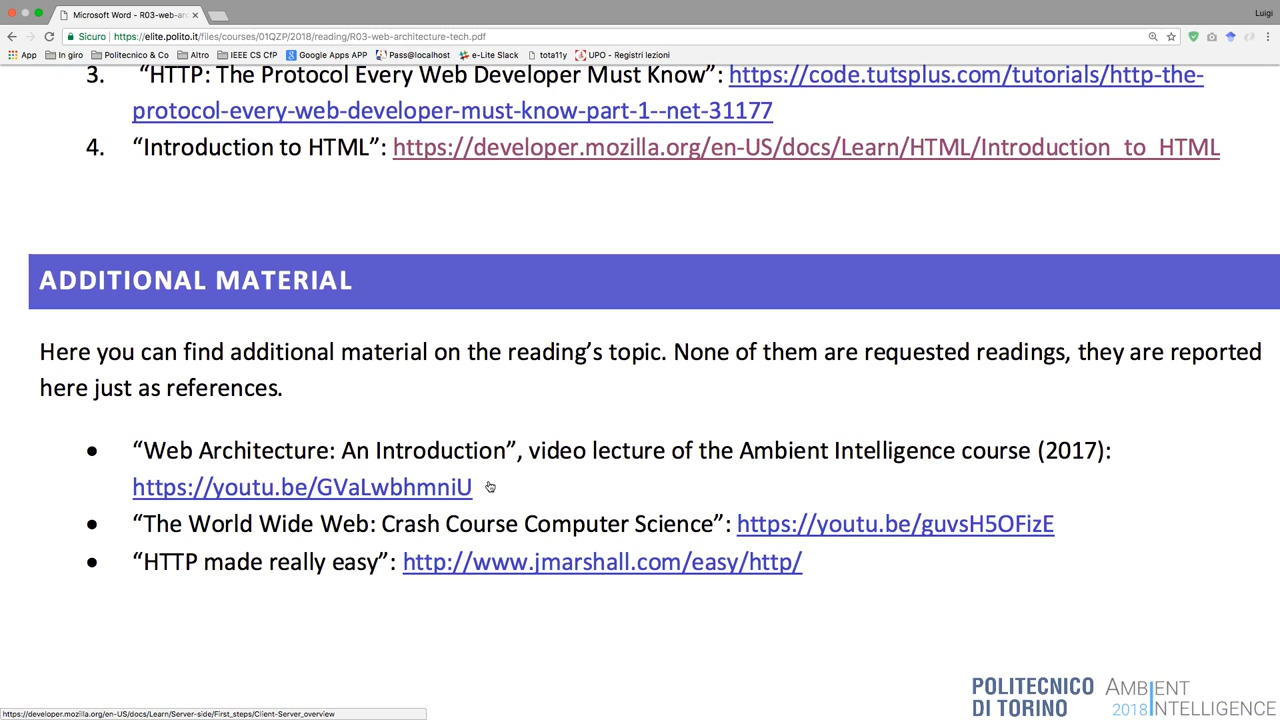 Microsoft Word - R03-web-arc
Luigi
Sicuro https://elite.polito.it/files/courses/01QZP/2018/reading/R03-web-architecture-tech.pdf
App In giro Politecnico & Co Altro IEEE CS CfP Google Apps APP Pass@localhost e-Lite Slack tota11y UPO - Registri lezioni
3. “HTTP: The Protocol Every Web Developer Must Know”: https://code.tutsplus.com/tutorials/http-the-
protocol-every-web-developer-must-know-part-1--net-31177
4. “Introduction to HTML”: https://developer.mozilla.org/en-US/docs/Learn/HTML/Introduction_to_HTML
ADDITIONAL MATERIAL
Here you can find additional material on the reading’s topic. None of them are requested readings, they are reported
here just as references.
• “Web Architecture: An Introduction”, video lecture of the Ambient Intelligence course (2017):
https://youtu.be/GVaLwbhmniU
• “The World Wide Web: Crash Course Computer Science”: https://youtu.be/guvsH5OFizE
• “HTTP made really easy”: http://www.jmarshall.com/easy/http/
POLITECNICO
DI TORINO
AMBIENT
2018 INTELLIGENCE
https://developer.mozilla.org/en-US/docs/Learn/Server-side/First_steps/Client-Server_overview